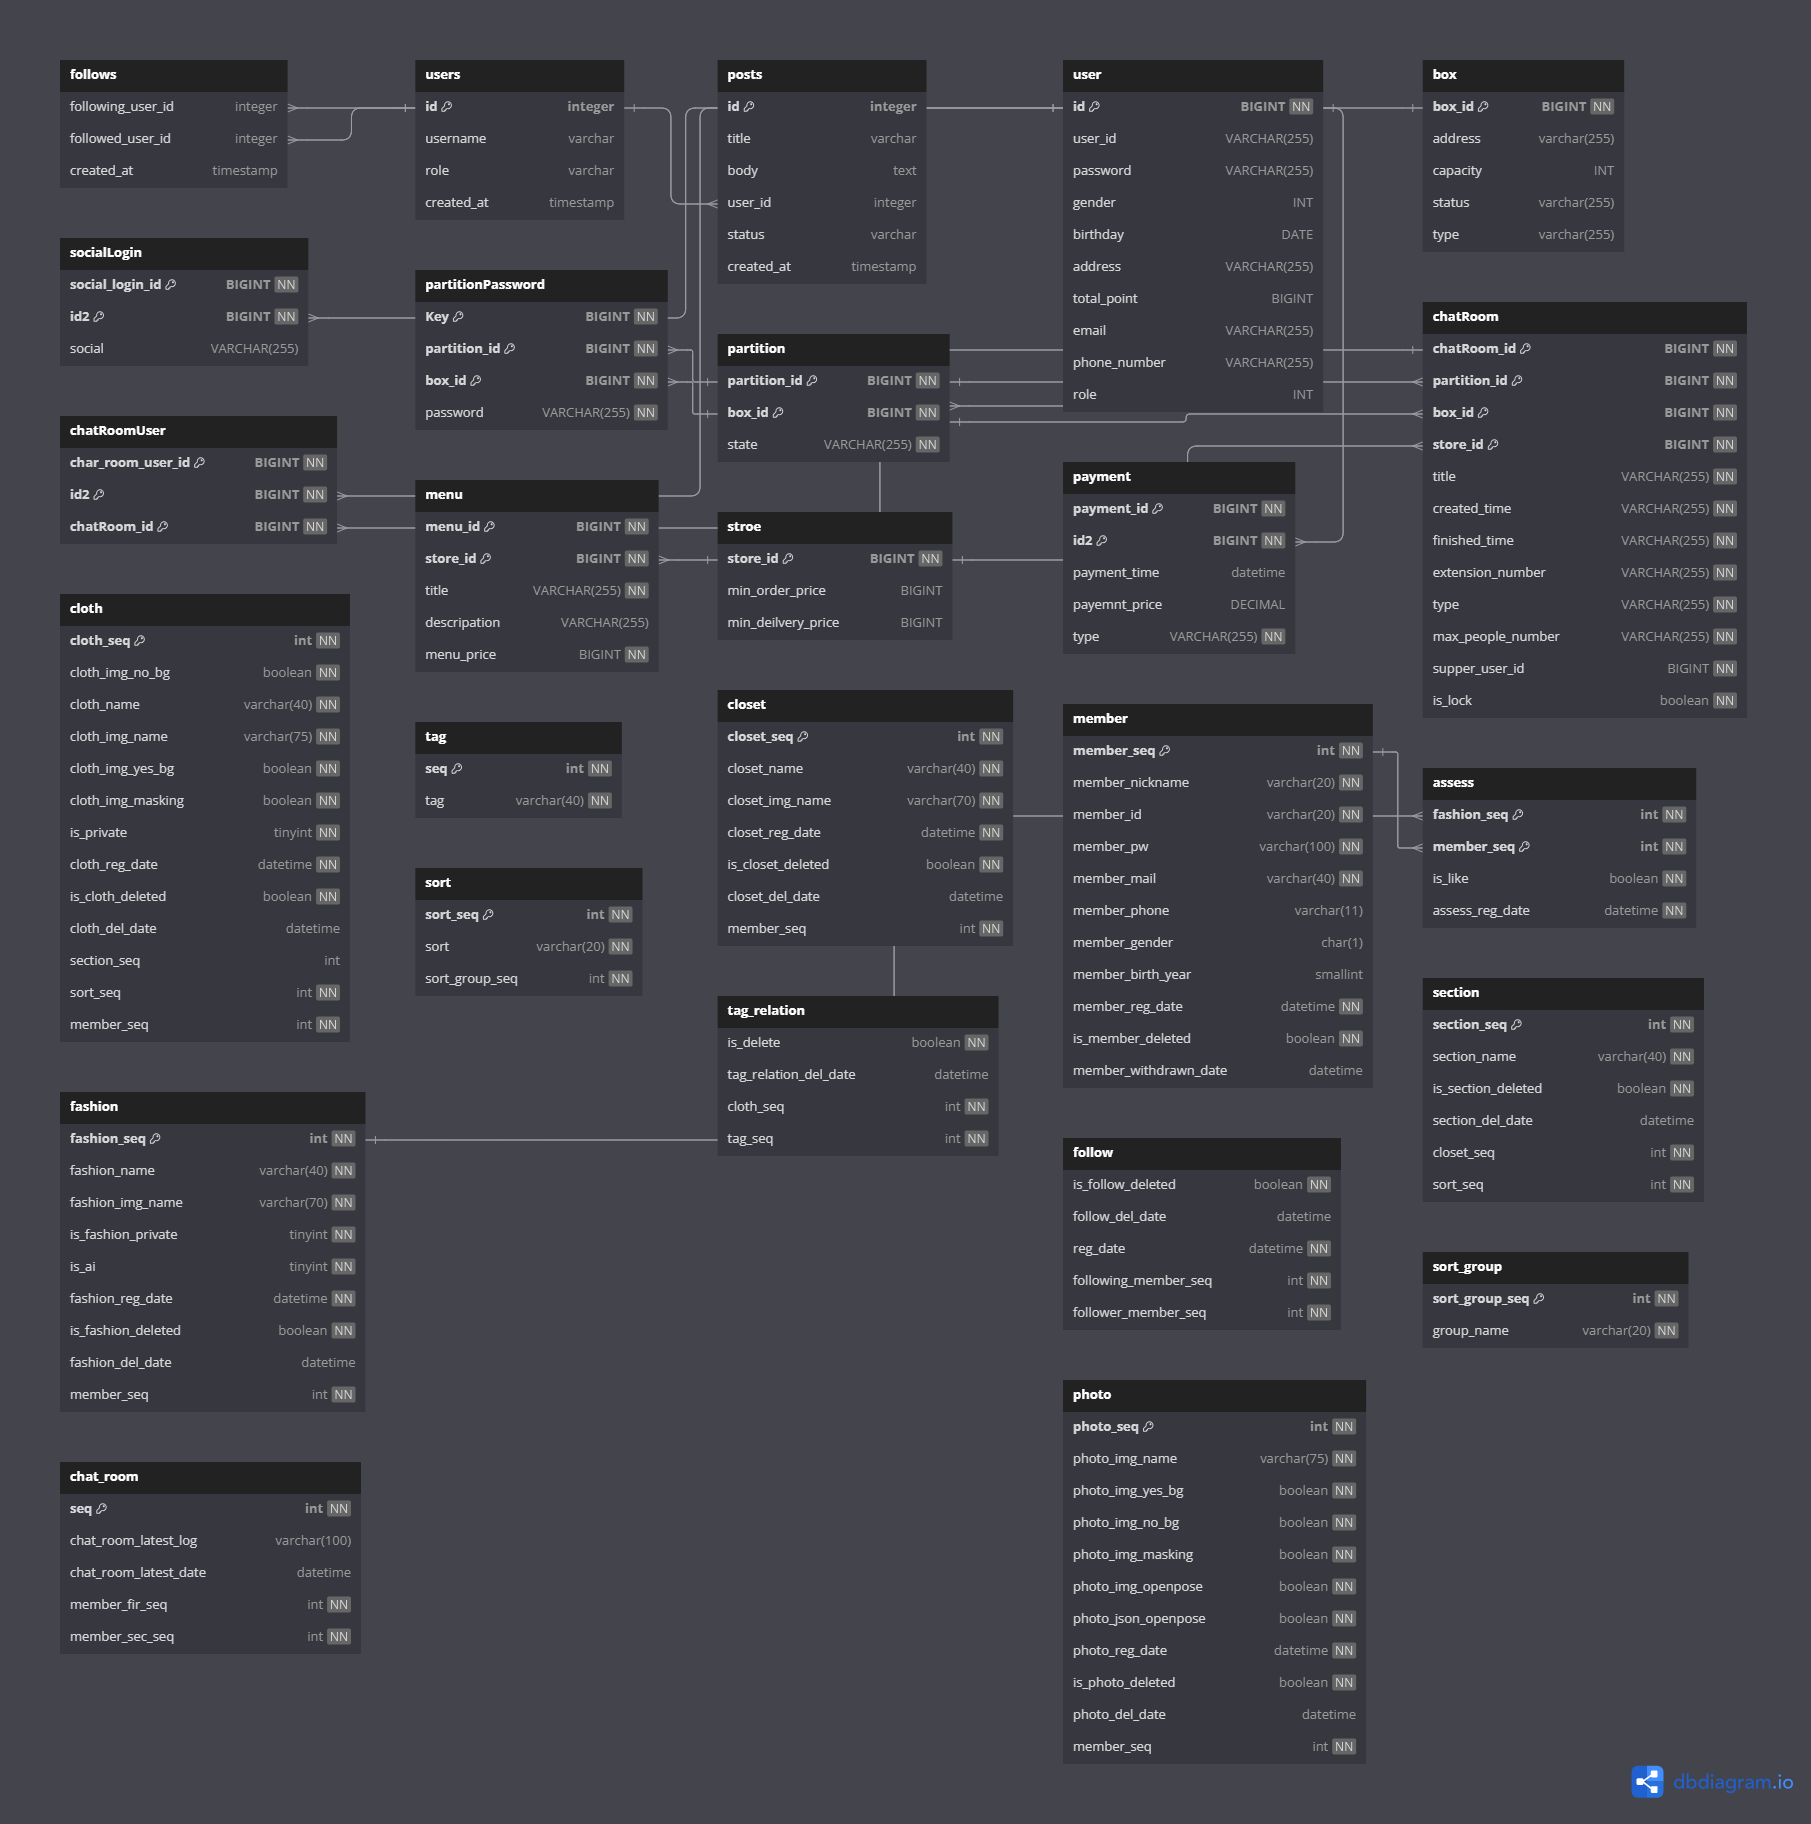 follows
following_user_id integer
followed_user_id integer
created_at timestamp
users
id integer
username varchar
role varchar
created_at timestamp
posts
id integer
title varchar
body text
user_id integer
status varchar
created_at timestamp
user
id BIGINT NN
user_id VARCHAR(255)
password VARCHAR(255)
gender INT
birthday DATE
address VARCHAR(255)
total_point BIGINT
email VARCHAR(255)
phone_number VARCHAR(255)
role INT
box
box_id BIGINT NN
address varchar(255)
capacity INT
status varchar(255)
type varchar(255)
socialLogin
social_login_id BIGINT NN
id2 BIGINT NN
social VARCHAR(255)
partitionPassword
Key BIGINT NN
partition_id BIGINT NN
box_id BIGINT NN
password VARCHAR(255) NN
partition
partition_id BIGINT NN
box_id BIGINT NN
state VARCHAR(255) NN
chatRoom
chatRoom_id BIGINT NN
partition_id BIGINT NN
box_id BIGINT NN
store_id BIGINT NN
title VARCHAR(255) NN
created_time VARCHAR(255) NN
finished_time VARCHAR(255) NN
extension_number VARCHAR(255) NN
type VARCHAR(255) NN
max_people_number VARCHAR(255) NN
supper_user_id BIGINT NN
is_lock boolean NN
chatRoomUser
char_room_user_id BIGINT NN
id2 BIGINT NN
chatRoom_id BIGINT NN
menu
menu_id BIGINT NN
store_id BIGINT NN
title VARCHAR(255) NN
descripation VARCHAR(255)
menu_price BIGINT NN
stroe
store_id BIGINT NN
min_order_price BIGINT
min_deilvery_price BIGINT
payment
payment_id BIGINT NN
id2 BIGINT NN
payment_time datetime
payemnt_price DECIMAL
type VARCHAR(255) NN
cloth
cloth_seq int NN
cloth_img_no_bg boolean NN
cloth_name varchar(40) NN
cloth_img_name varchar(75) NN
cloth_img_yes_bg boolean NN
cloth_img_masking boolean NN
is_private tinyint NN
cloth_reg_date datetime NN
is_cloth_deleted boolean NN
cloth_del_date datetime
section_seq int
sort_seq int NN
member_seq int NN
tag
seq int NN
tag varchar(40) NN
sort
sort_seq int NN
sort varchar(20) NN
sort_group_seq int NN
closet
closet_seq int NN
closet_name varchar(40) NN
closet_img_name varchar(70) NN
closet_reg_date datetime NN
is_closet_deleted boolean NN
closet_del_date datetime
member_seq int NN
member
member_seq int NN
member_nickname varchar(20) NN
member_id varchar(20) NN
member_pw varchar(100) NN
member_mail varchar(40) NN
member_phone varchar(11)
member_gender char(1)
member_birth_year smallint
member_reg_date datetime NN
is_member_deleted boolean NN
member_withdrawn_date datetime
assess
fashion_seq int NN
member_seq int NN
is_like boolean NN
assess_reg_date datetime NN
tag_relation
is_delete boolean NN
tag_relation_del_date datetime
cloth_seq int NN
tag_seq int NN
section
section_seq int NN
section_name varchar(40) NN
is_section_deleted boolean NN
section_del_date datetime
closet_seq int NN
sort_seq int NN
fashion
fashion_seq int NN
fashion_name varchar(40) NN
fashion_img_name varchar(70) NN
is_fashion_private tinyint NN
is_ai tinyint NN
fashion_reg_date datetime NN
is_fashion_deleted boolean NN
fashion_del_date datetime
member_seq int NN
follow
is_follow_deleted boolean NN
follow_del_date datetime
reg_date datetime NN
following_member_seq int NN
follower_member_seq int NN
sort_group
sort_group_seq int NN
group_name varchar(20) NN
chat_room
seq int NN
chat_room_latest_log varchar(100)
chat_room_latest_date datetime
member_fir_seq int NN
member_sec_seq int NN
photo
photo_seq int NN
photo_img_name varchar(75) NN
photo_img_yes_bg boolean NN
photo_img_no_bg boolean NN
photo_img_masking boolean NN
photo_img_openpose boolean NN
photo_json_openpose boolean NN
photo_reg_date datetime NN
is_photo_deleted boolean NN
photo_del_date datetime
member_seq int NN
dbdiagram.io